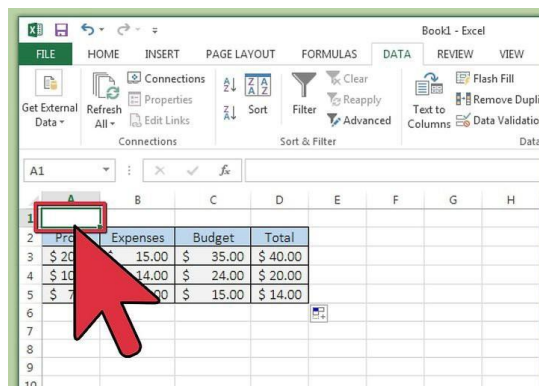 Book1 - Excel
FILE HOME INSERT PAGE LAYOUT FORMULAS DATA REVIEW VIEW
Get External Data
Refresh All
Connections
Properties
Edit Links
Connections
Sort
Filter
Clear
Reapply
Advanced
Sort & Filter
Text to Columns
Flash Fill
Remove Dupli
Data Validatio
Data
A1 fx
A B C D E F G H
1
2 Pro Expenses Budget Total
3 $ 20 15.00 $ 35.00 $ 40.00
4 $ 10 14.00 $ 24.00 $ 20.00
5 $ 7 00 $ 15.00 $ 14.00
6
7
8
9
10